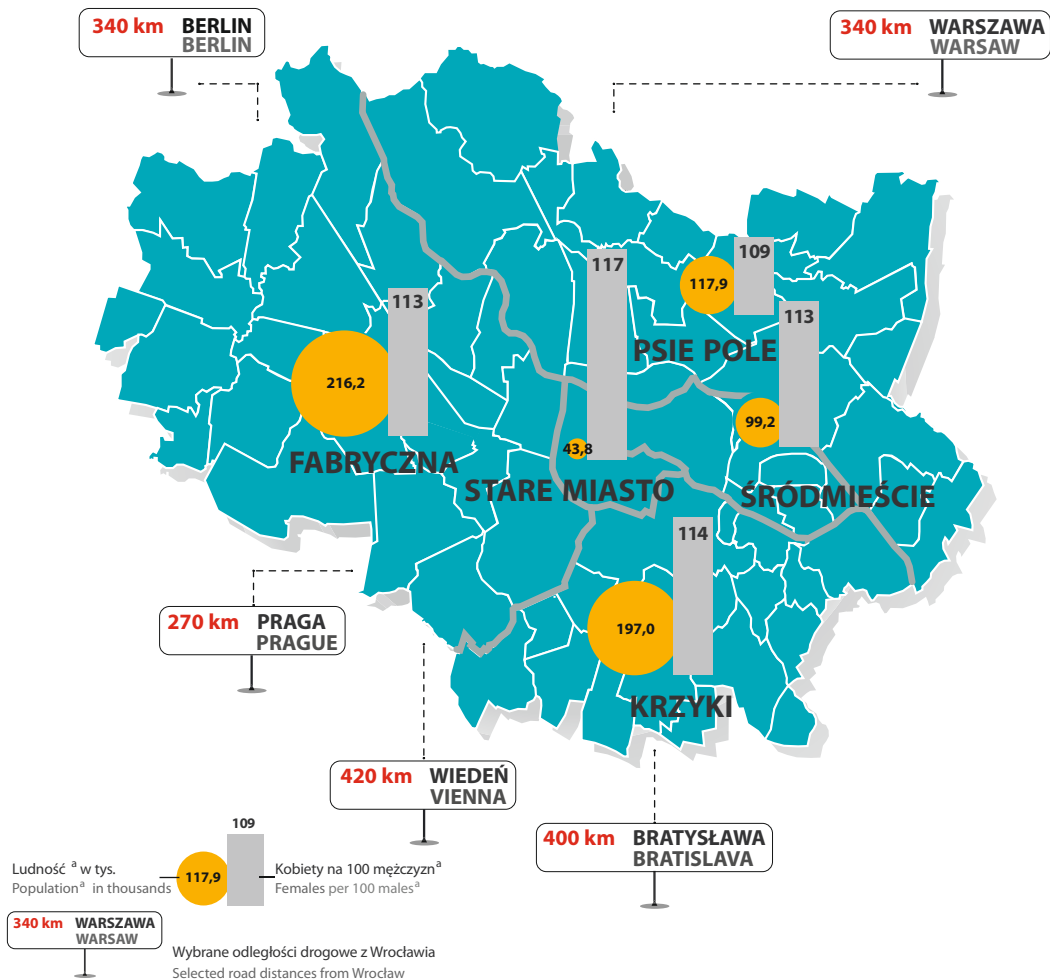 340 km BERLIN
BERLIN
340 km WARSZAWA
WARSAW
109
117
117,9
113
113
PSIE POLE
216,2
99,2
43,8
FABRYCZNA
STARE MIASTO
ŚRÓDMIEŚCIE
114
270 km PRAGA
PRAGUE
197,0
KRZYKI
420 km WIEDEŃ
VIENNA
400 km BRATYSŁAWA
BRATISLAVA
109
Ludność a w tys.
Population a in thousands
117,9
Kobiety na 100 mężczyzn a
Females per 100 males a
340 km WARSZAWA
WARSAW
Wybrane odległości drogowe z Wrocławia
Selected road distances from Wrocław